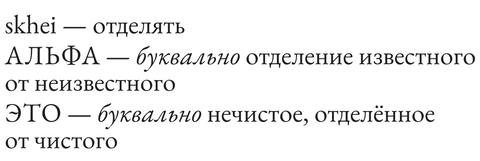 skhei — отделять
АЛЬФА — буквально отделение известного
от неизвестного
ЭТО — буквально нечистое, отделённое
от чистого